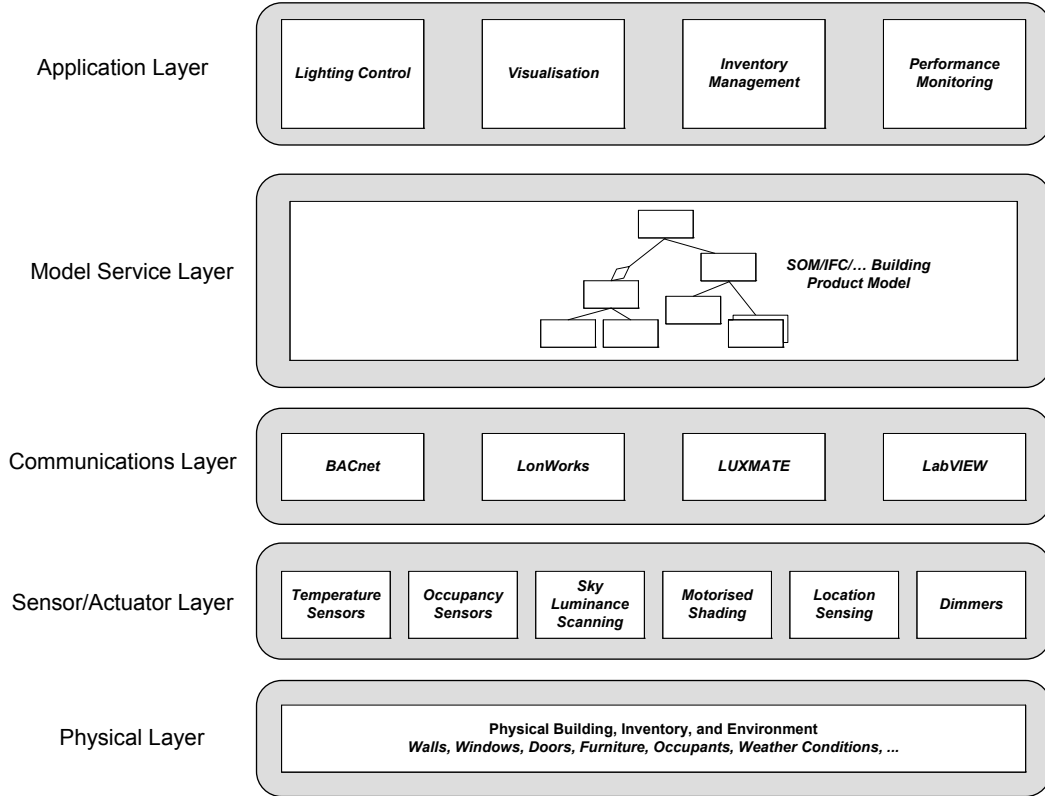 Application Layer
Lighting Control
Visualisation
Inventory
Management
Performance
Monitoring
Model Service Layer
SOM/IFC/... Building
Product Model
Communications Layer
BACnet
LonWorks
LUXMATE
LabVIEW
Sensor/Actuator Layer
Temperature
Sensors
Occupancy
Sensors
Sky
Luminance
Scanning
Motorised
Shading
Location
Sensing
Dimmers
Physical Layer
Physical Building, Inventory, and Environment
Walls, Windows, Doors, Furniture, Occupants, Weather Conditions, ...